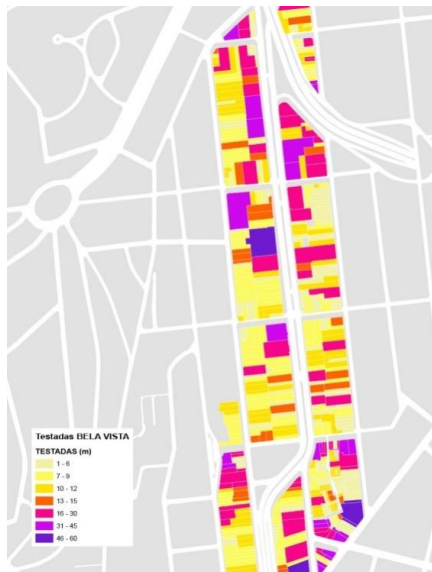 Testadas BELA VISTA
TESTADAS (m)
1 - 6
7 - 9
10 - 12
13 - 15
16 - 30
31 - 45
46 - 60